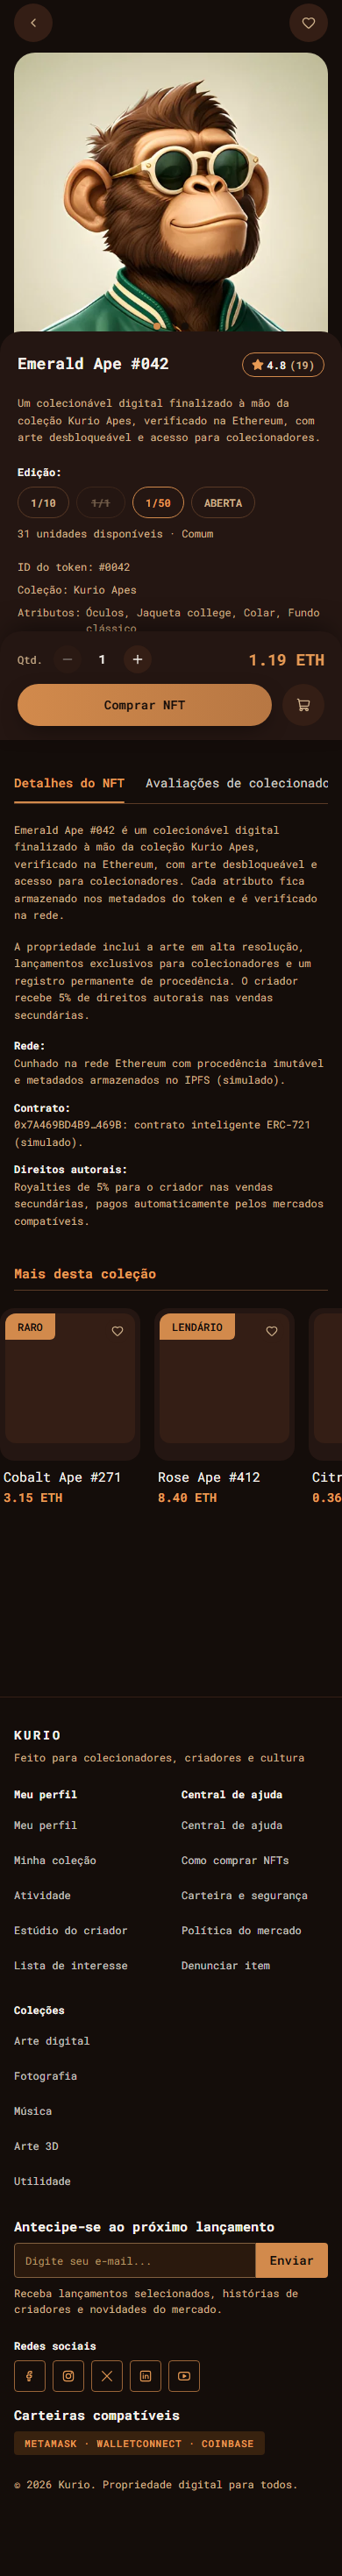 Emerald Ape #042
4.8 (19)
Um colecionável digital finalizado à mão da
coleção Kurio Apes, verificado na Ethereum, com
arte desbloqueável e acesso para colecionadores.
Edição:
1/10 1/1 1/50 ABERTA
31 unidades disponíveis · Comum
ID do token: #0042
Coleção: Kurio Apes
Atributos: Óculos, Jaqueta college, Colar, Fundo
clássico
Qtd. 1 1.19 ETH
Comprar NFT
Detalhes do NFT Avaliações de colecionado
Emerald Ape #042 é um colecionável digital
finalizado à mão da coleção Kurio Apes,
verificado na Ethereum, com arte desbloqueável e
acesso para colecionadores. Cada atributo fica
armazenado nos metadados do token e é verificado
na rede.
A propriedade inclui a arte em alta resolução,
lançamentos exclusivos para colecionadores e um
registro permanente de procedência. O criador
recebe 5% de direitos autorais nas vendas
secundárias.
Rede:
Cunhado na rede Ethereum com procedência imutável
e metadados armazenados no IPFS (simulado).
Contrato:
0x7A469BD4B9…469B: contrato inteligente ERC-721
(simulado).
Direitos autorais:
Royalties de 5% para o criador nas vendas
secundárias, pagos automaticamente pelos mercados
compatíveis.
Mais desta coleção
RARO LENDÁRIO
Cobalt Ape #271 Rose Ape #412 Citr
3.15 ETH 8.40 ETH 0.36
KURIO
Feito para colecionadores, criadores e cultura
Meu perfil Central de ajuda
Meu perfil Central de ajuda
Minha coleção Como comprar NFTs
Atividade Carteira e segurança
Estúdio do criador Política do mercado
Lista de interesse Denunciar item
Coleções
Arte digital
Fotografia
Música
Arte 3D
Utilidade
Antecipe-se ao próximo lançamento
Digite seu e-mail... Enviar
Receba lançamentos selecionados, histórias de
criadores e novidades do mercado.
Redes sociais
Carteiras compatíveis
METAMASK · WALLETCONNECT · COINBASE
© 2026 Kurio. Propriedade digital para todos.